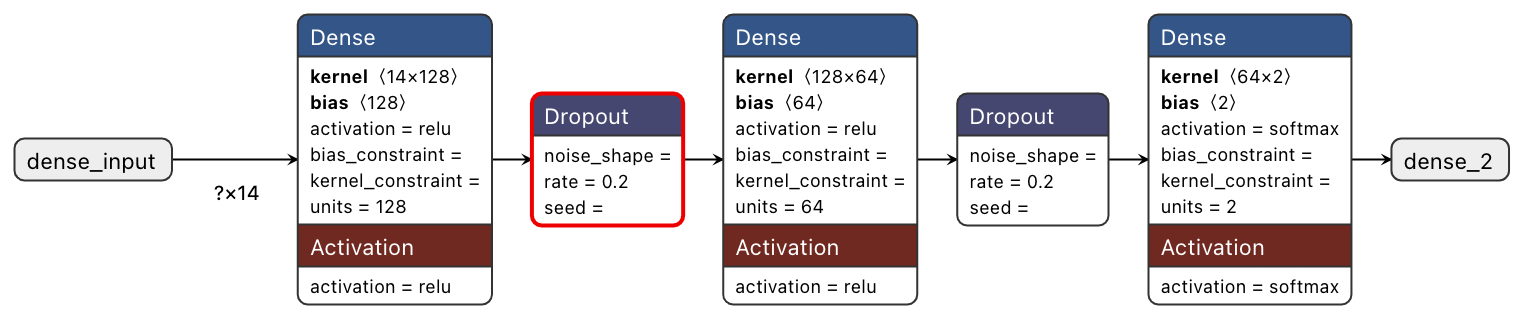 dense_input
?×14
Dense
kernel 〈14×128〉
bias 〈128〉
activation = relu
bias_constraint =
kernel_constraint =
units = 128
Activation
activation = relu
Dropout
noise_shape =
rate = 0.2
seed =
Dense
kernel 〈128×64〉
bias 〈64〉
activation = relu
bias_constraint =
kernel_constraint =
units = 64
Activation
activation = relu
Dropout
noise_shape =
rate = 0.2
seed =
Dense
kernel 〈64×2〉
bias 〈2〉
activation = softmax
bias_constraint =
kernel_constraint =
units = 2
Activation
activation = softmax
dense_2